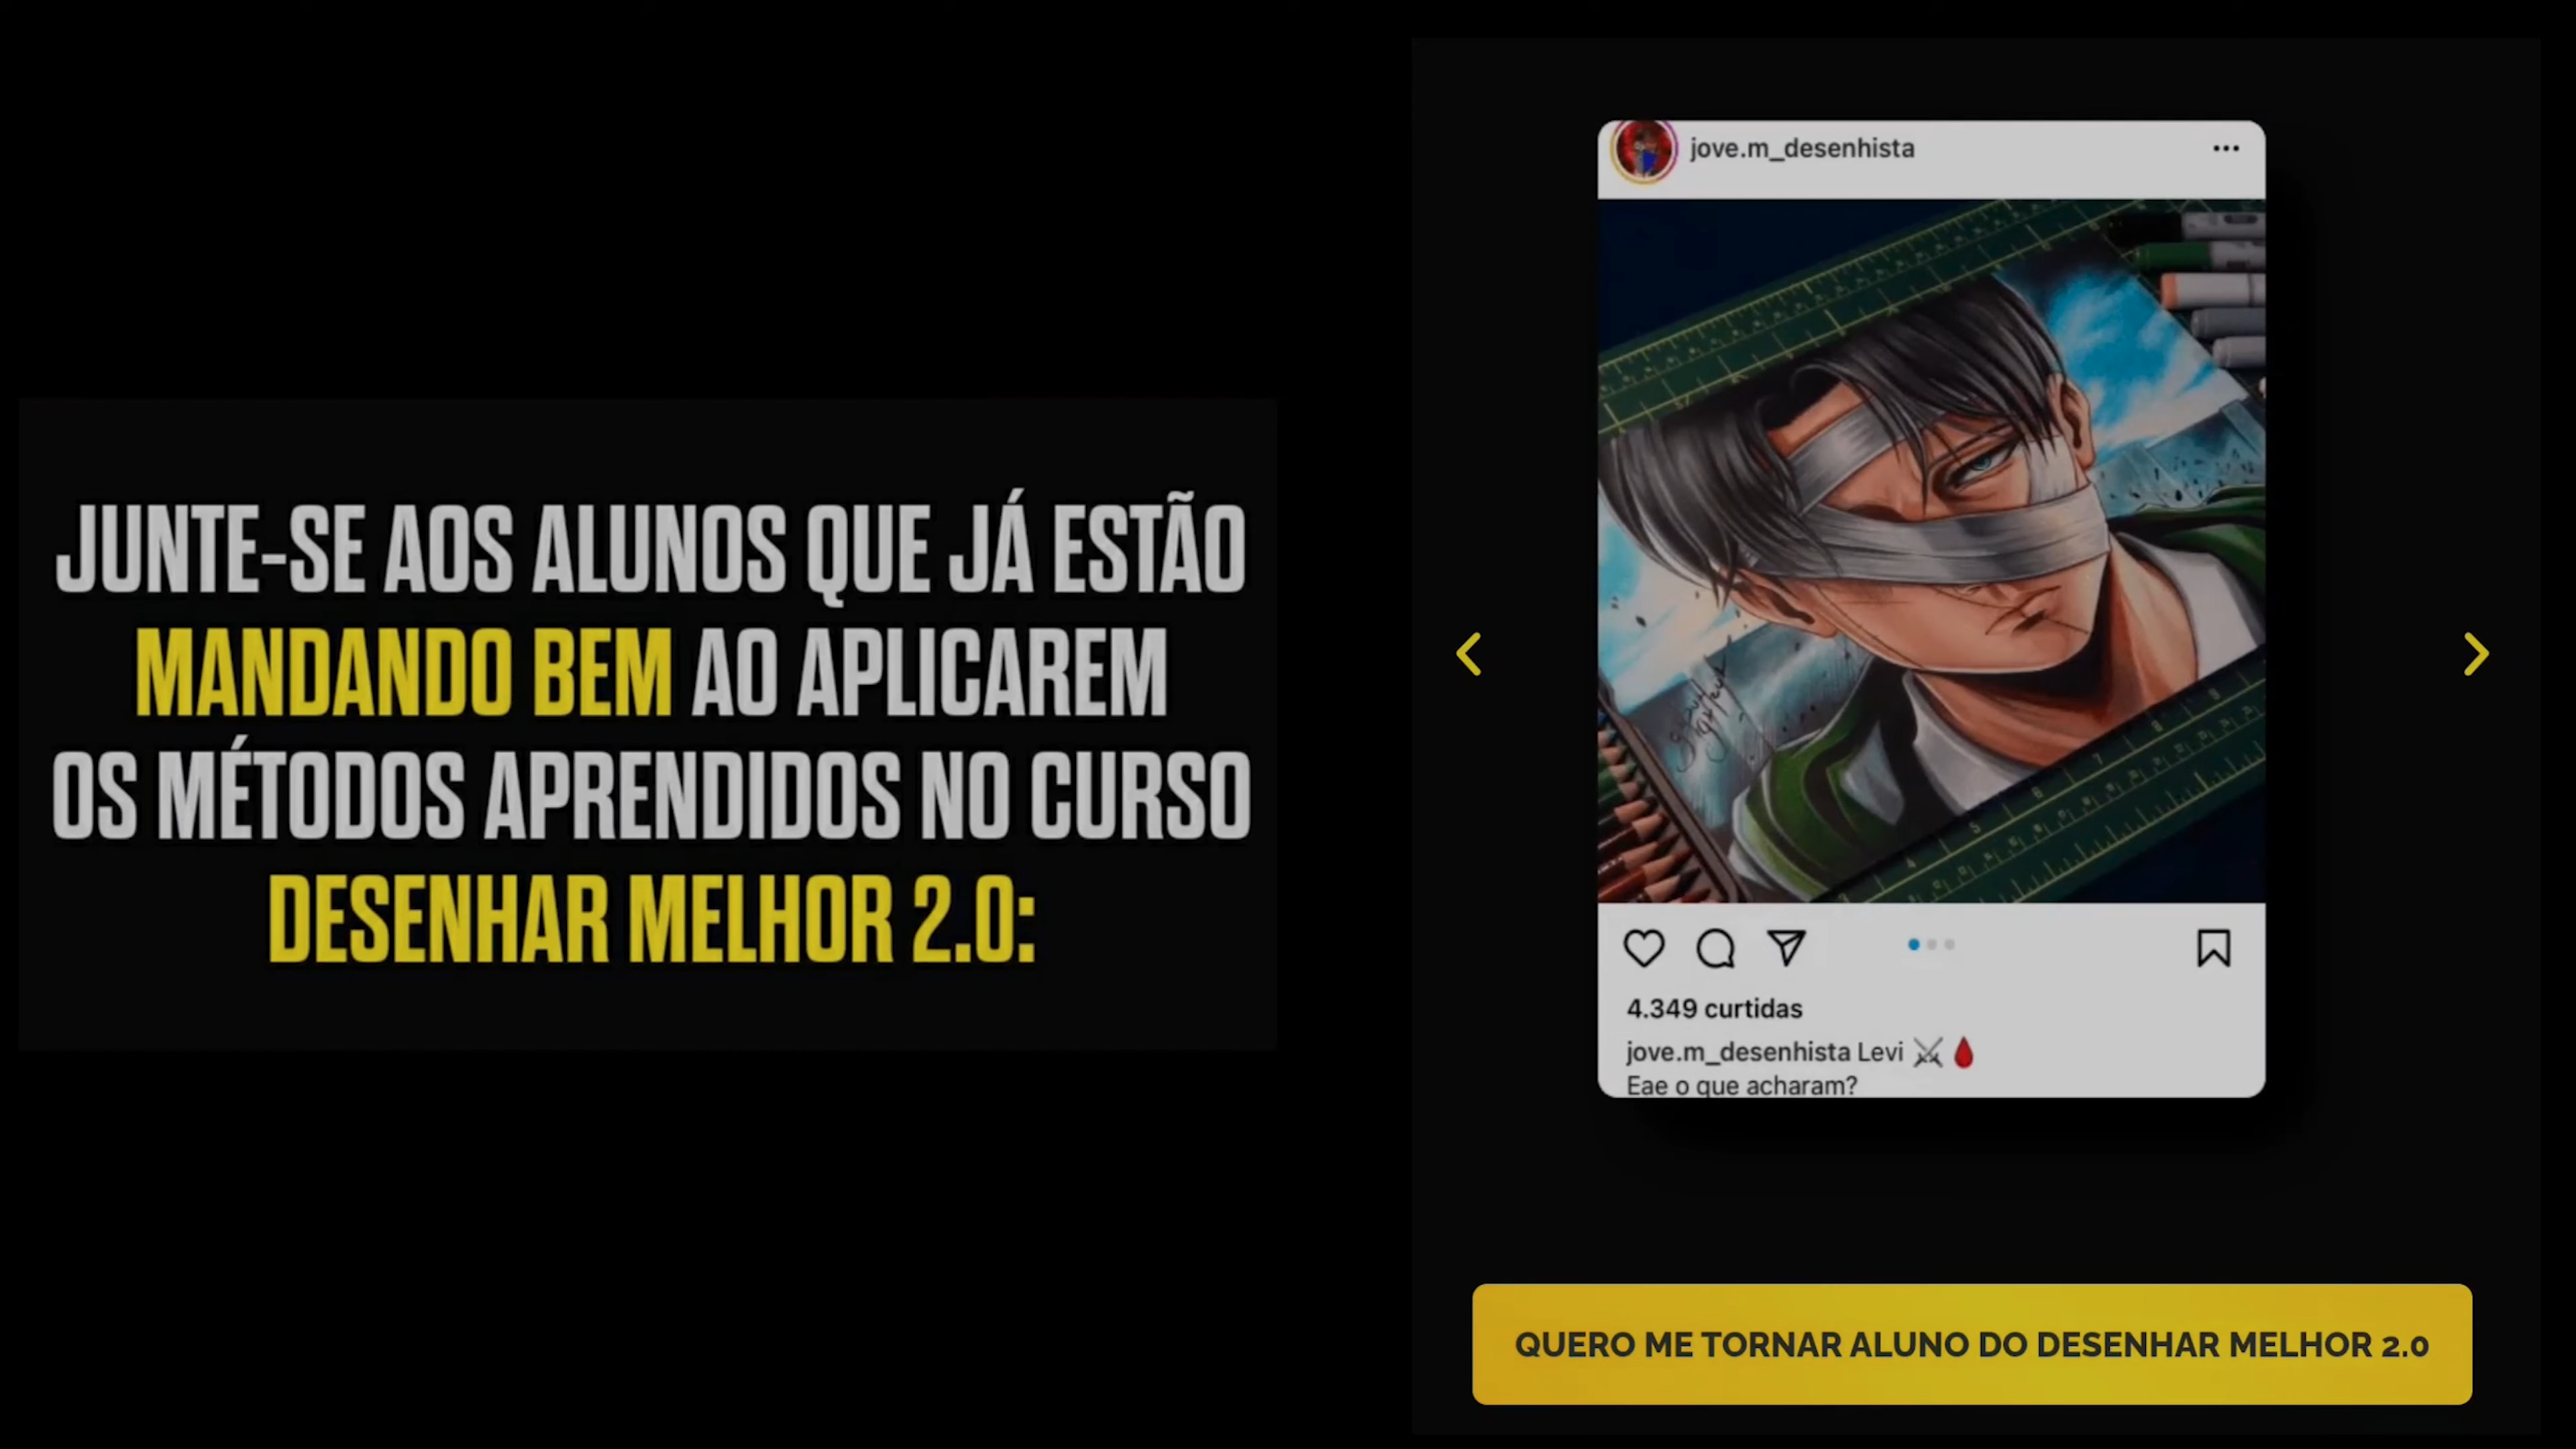 JUNTE-SE AOS ALUNOS QUE JÁ ESTÃO
MANDANDO BEM AO APLICAREM
OS MÉTODOS APRENDIDOS NO CURSO
DESENHAR MELHOR 2.0:
jove.m_desenhista
4.349 curtidas
jove.m_desenhista Levi ⚔️🩸
Eae o que acharam?
QUERO ME TORNAR ALUNO DO DESENHAR MELHOR 2.0